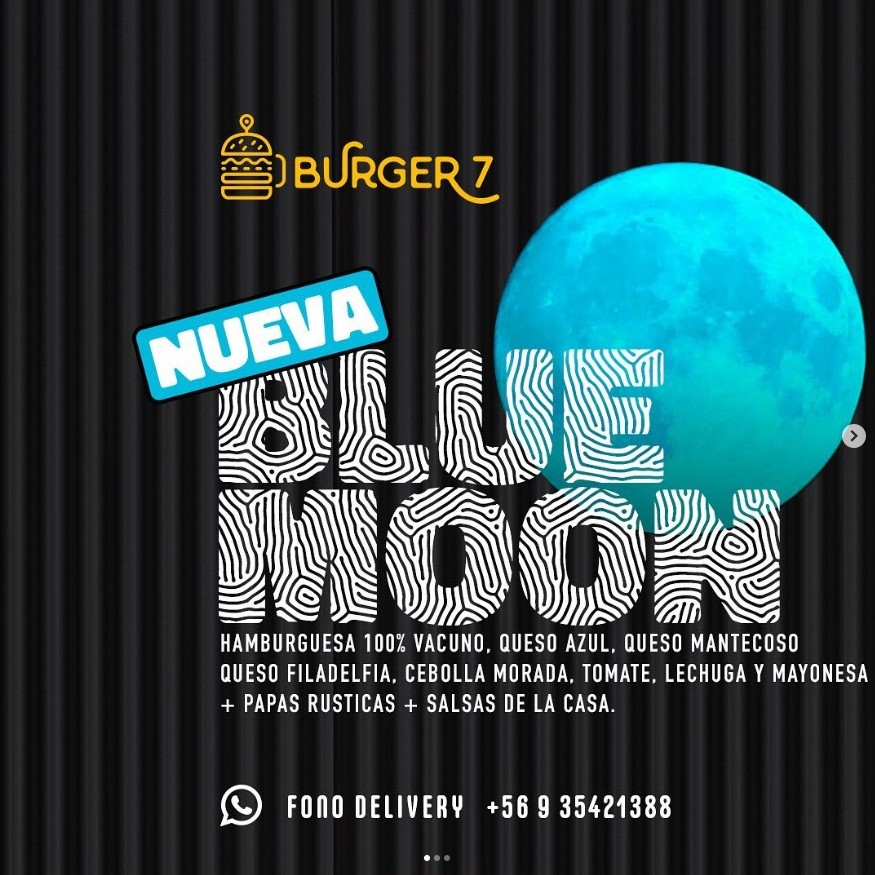 BURGER 7
NUEVA
BLUE
MOON
HAMBURGUESA 100% VACUNO, QUESO AZUL, QUESO MANTECOSO
QUESO FILADELFIA, CEBOLLA MORADA, TOMATE, LECHUGA Y MAYONESA
+ PAPAS RUSTICAS + SALSAS DE LA CASA.
FONO DELIVERY +56 9 35421388